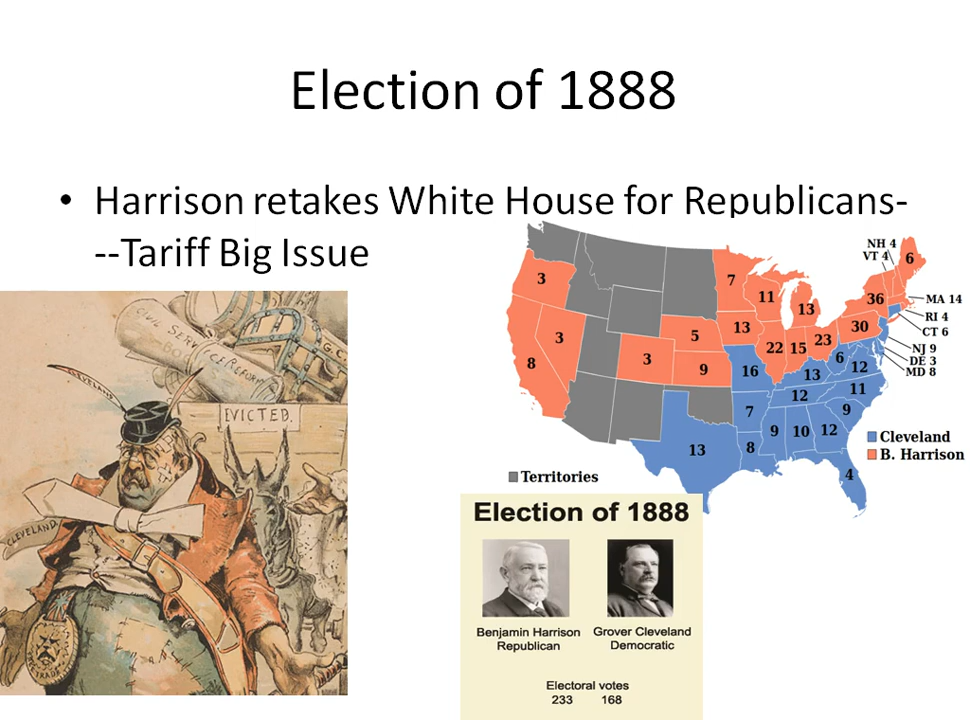 Election of 1888
• Harrison retakes White House for Republicans-
--Tariff Big Issue
CIVIL SERVICE REFORM
EVICTED.
CLEVELAND
CLEVELAND
NH 4
VT 4
6
3
7
11
13
36
MA 14
RI 4
CT 6
NJ 9
DE 3
MD 8
3
5
13
22
15
23
30
8
3
9
16
13
6
12
12
11
7
9
13
8
9
10
12
4
Cleveland
B. Harrison
Territories
Election of 1888
Benjamin Harrison
Republican
Grover Cleveland
Democratic
Electoral votes
233 168